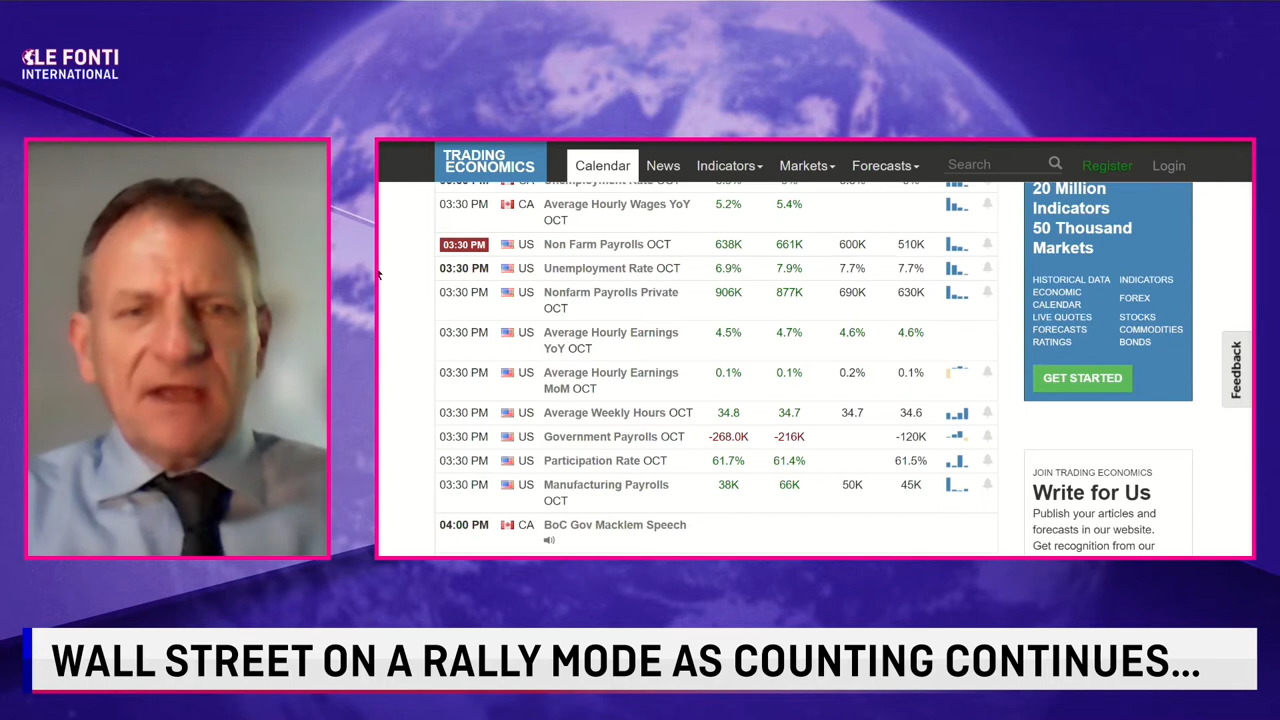 LE FONTI
INTERNATIONAL
TRADING
ECONOMICS
Calendar News Indicators Markets Forecasts Search Register Login
03:30 PM CA Average Hourly Wages YoY 5.2% 5.4%
OCT
03:30 PM US Non Farm Payrolls OCT 638K 661K 600K 510K
03:30 PM US Unemployment Rate OCT 6.9% 7.9% 7.7% 7.7%
03:30 PM US Nonfarm Payrolls Private 906K 877K 690K 630K
OCT
03:30 PM US Average Hourly Earnings 4.5% 4.7% 4.6% 4.6%
YoY OCT
03:30 PM US Average Hourly Earnings 0.1% 0.1% 0.2% 0.1%
MoM OCT
03:30 PM US Average Weekly Hours OCT 34.8 34.7 34.7 34.6
03:30 PM US Government Payrolls OCT -268.0K -216K -120K
03:30 PM US Participation Rate OCT 61.7% 61.4% 61.5%
03:30 PM US Manufacturing Payrolls 38K 66K 50K 45K
OCT
04:00 PM CA BoC Gov Macklem Speech
20 Million
Indicators
50 Thousand
Markets
HISTORICAL DATA INDICATORS
ECONOMIC
CALENDAR FOREX
LIVE QUOTES STOCKS
FORECASTS COMMODITIES
RATINGS BONDS
GET STARTED
Feedback
JOIN TRADING ECONOMICS
Write for Us
Publish your articles and
forecasts in our website.
Get recognition from our
WALL STREET ON A RALLY MODE AS COUNTING CONTINUES...